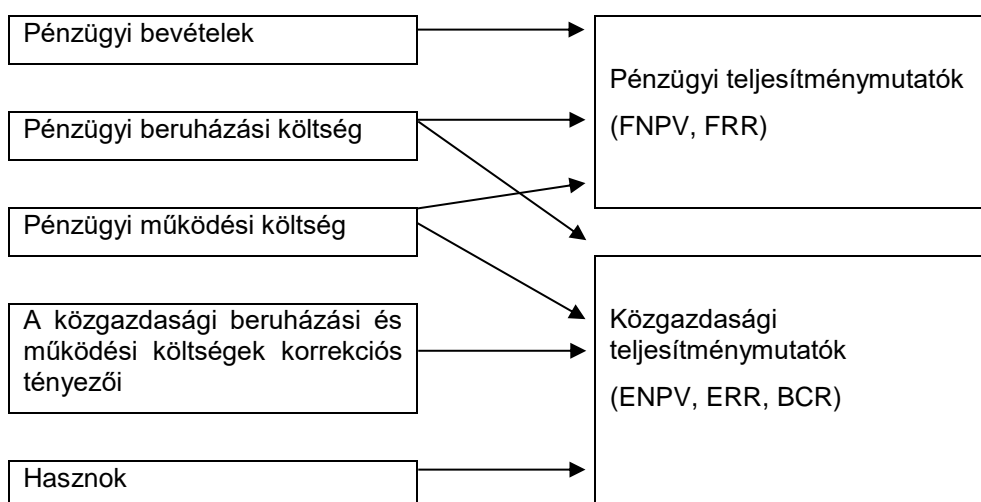 Pénzügyi bevételek
Pénzügyi beruházási költség
Pénzügyi működési költség
A közgazdasági beruházási és
működési költségek korrekciós
tényezői
Hasznok
Pénzügyi teljesítménymutatók
(FNPV, FRR)
Közgazdasági
teljesítménymutatók
(ENPV, ERR, BCR)